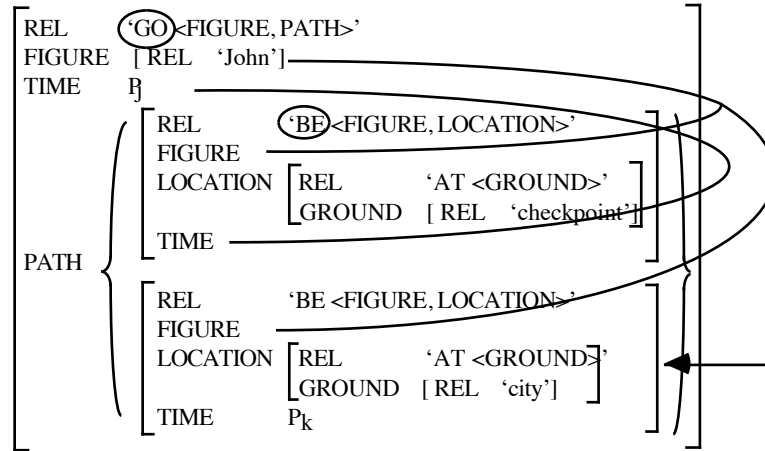 REL ‘GO <FIGURE, PATH>’
FIGURE [ REL ‘John’]
TIME Pj
REL ‘BE <FIGURE, LOCATION>’
FIGURE
LOCATION REL ‘AT <GROUND>’
GROUND [ REL ‘checkpoint’]
TIME
PATH
REL ‘BE <FIGURE, LOCATION>’
FIGURE
LOCATION REL ‘AT <GROUND>’
GROUND [ REL ‘city’]
TIME Pk